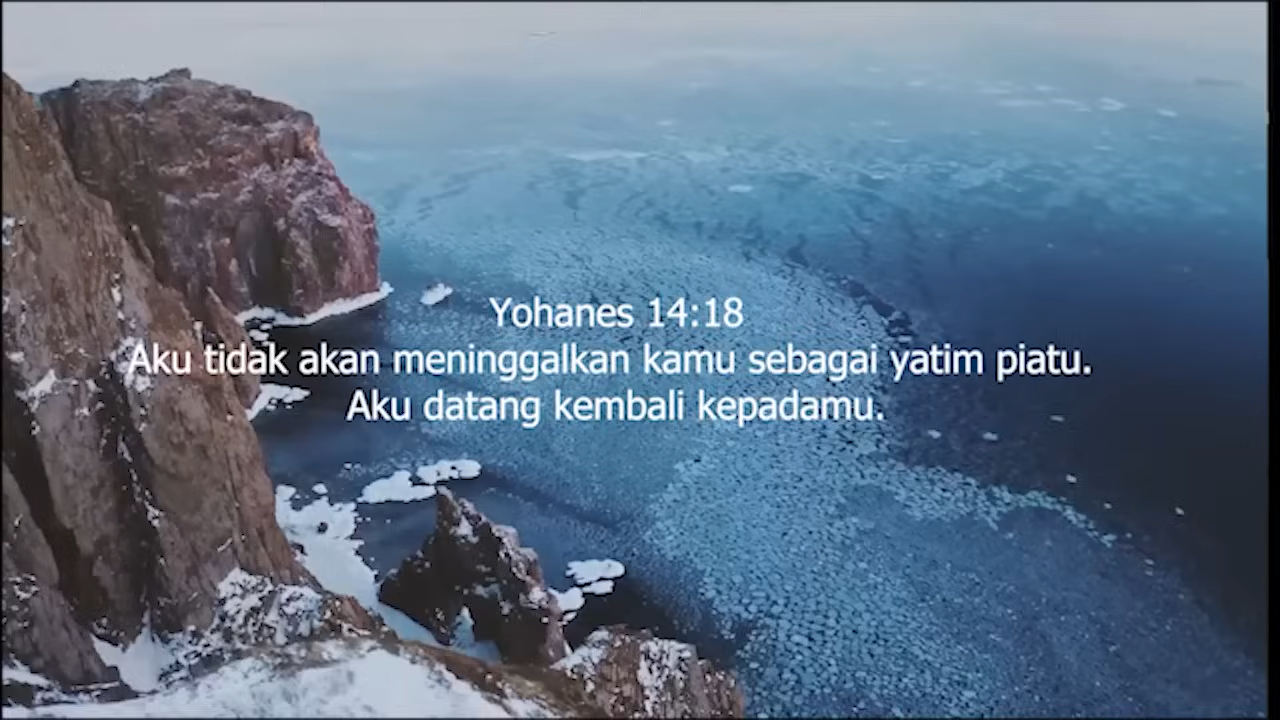 Yohanes 14:18
Aku tidak akan meninggalkan kamu sebagai yatim piatu.
Aku datang kembali kepadamu.